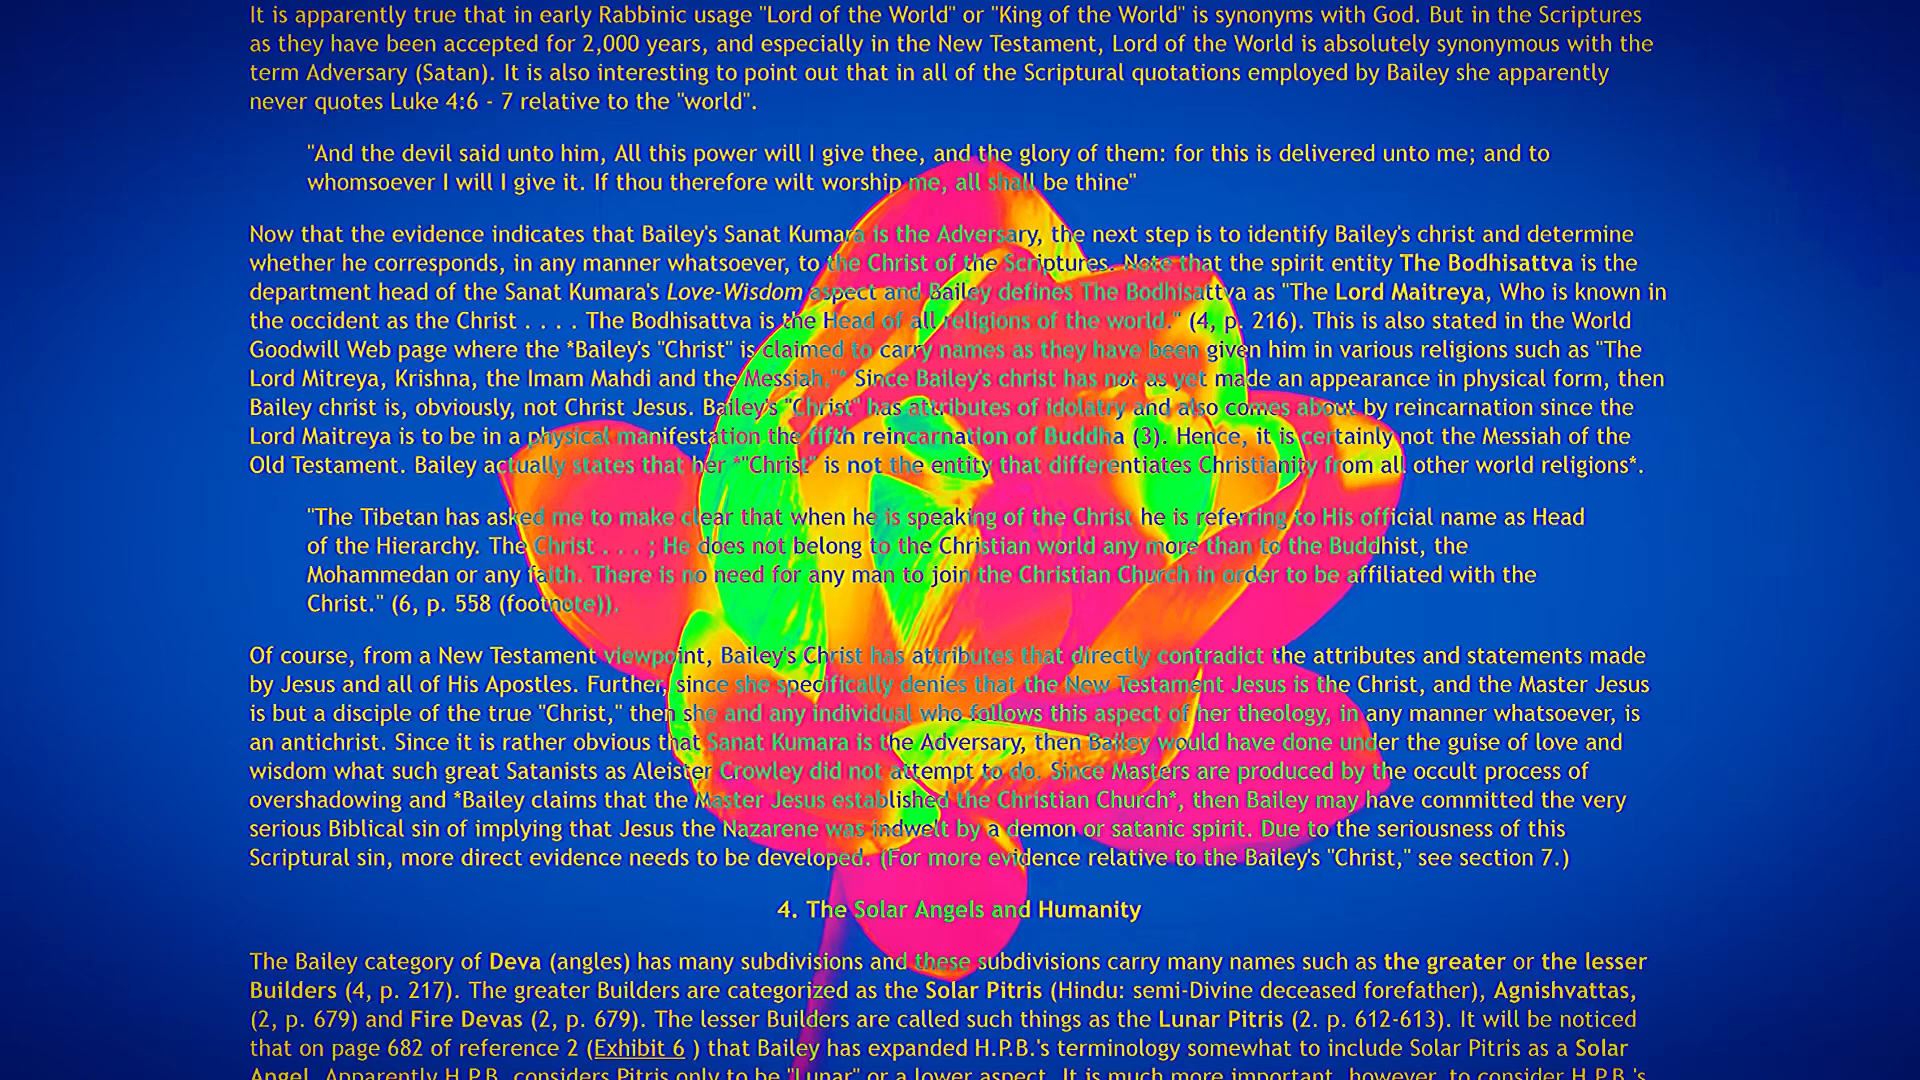 It is apparently true that in early Rabbinic usage "Lord of the World" or "King of the World" is synonyms with God. But in the Scriptures
as they have been accepted for 2,000 years, and especially in the New Testament, Lord of the World is absolutely synonymous with the
term Adversary (Satan). It is also interesting to point out that in all of the Scriptural quotations employed by Bailey she apparently
never quotes Luke 4:6 - 7 relative to the "world".
"And the devil said unto him, All this power will I give thee, and the glory of them: for this is delivered unto me; and to
whomsoever I will I give it. If thou therefore wilt worship me, all shall be thine"
Now that the evidence indicates that Bailey's Sanat Kumara is the Adversary, the next step is to identify Bailey's christ and determine
whether he corresponds, in any manner whatsoever, to the Christ of the Scriptures. Note that the spirit entity The Bodhisattva is the
department head of the Sanat Kumara's Love-Wisdom aspect and Bailey defines The Bodhisattva as "The Lord Maitreya, Who is known in
the occident as the Christ . . . . The Bodhisattva is the Head of all religions of the world." (4, p. 216). This is also stated in the World
Goodwill Web page where the *Bailey's "Christ" is claimed to carry names as they have been given him in various religions such as "The
Lord Mitreya, Krishna, the Imam Mahdi and the Messiah."* Since Bailey's christ has not as yet made an appearance in physical form, then
Bailey christ is, obviously, not Christ Jesus. Bailey's "Christ" has attributes of idolatry and also comes about by reincarnation since the
Lord Maitreya is to be in a physical manifestation the fifth reincarnation of Buddha (3). Hence, it is certainly not the Messiah of the
Old Testament. Bailey actually states that her *"Christ" is not the entity that differentiates Christianity from all other world religions*.
"The Tibetan has asked me to make clear that when he is speaking of the Christ he is referring to His official name as Head
of the Hierarchy. The Christ . . . ; He does not belong to the Christian world any more than to the Buddhist, the
Mohammedan or any faith. There is no need for any man to join the Christian Church in order to be affiliated with the
Christ." (6, p. 558 (footnote)).
Of course, from a New Testament viewpoint, Bailey's Christ has attributes that directly contradict the attributes and statements made
by Jesus and all of His Apostles. Further, since she specifically denies that the New Testament Jesus is the Christ, and the Master Jesus
is but a disciple of the true "Christ," then she and any individual who follows this aspect of her theology, in any manner whatsoever, is
an antichrist. Since it is rather obvious that Sanat Kumara is the Adversary, then Bailey would have done under the guise of love and
wisdom what such great Satanists as Aleister Crowley did not attempt to do. Since Masters are produced by the occult process of
overshadowing and *Bailey claims that the Master Jesus established the Christian Church*, then Bailey may have committed the very
serious Biblical sin of implying that Jesus the Nazarene was indwelt by a demon or satanic spirit. Due to the seriousness of this
Scriptural sin, more direct evidence needs to be developed. (For more evidence relative to the Bailey's "Christ," see section 7.)
4. The Solar Angels and Humanity
The Bailey category of Deva (angles) has many subdivisions and these subdivisions carry many names such as the greater or the lesser
Builders (4, p. 217). The greater Builders are categorized as the Solar Pitris (Hindu: semi-Divine deceased forefather), Agnishvattas,
(2, p. 679) and Fire Devas (2, p. 679). The lesser Builders are called such things as the Lunar Pitris (2. p. 612-613). It will be noticed
that on page 682 of reference 2 (Exhibit 6 ) that Bailey has expanded H.P.B.'s terminology somewhat to include Solar Pitris as a Solar
Angel. Apparently H.P.B. considers Pitris only to be "Lunar" or a lower aspect. It is much more important, however, to consider H.P.B.'s